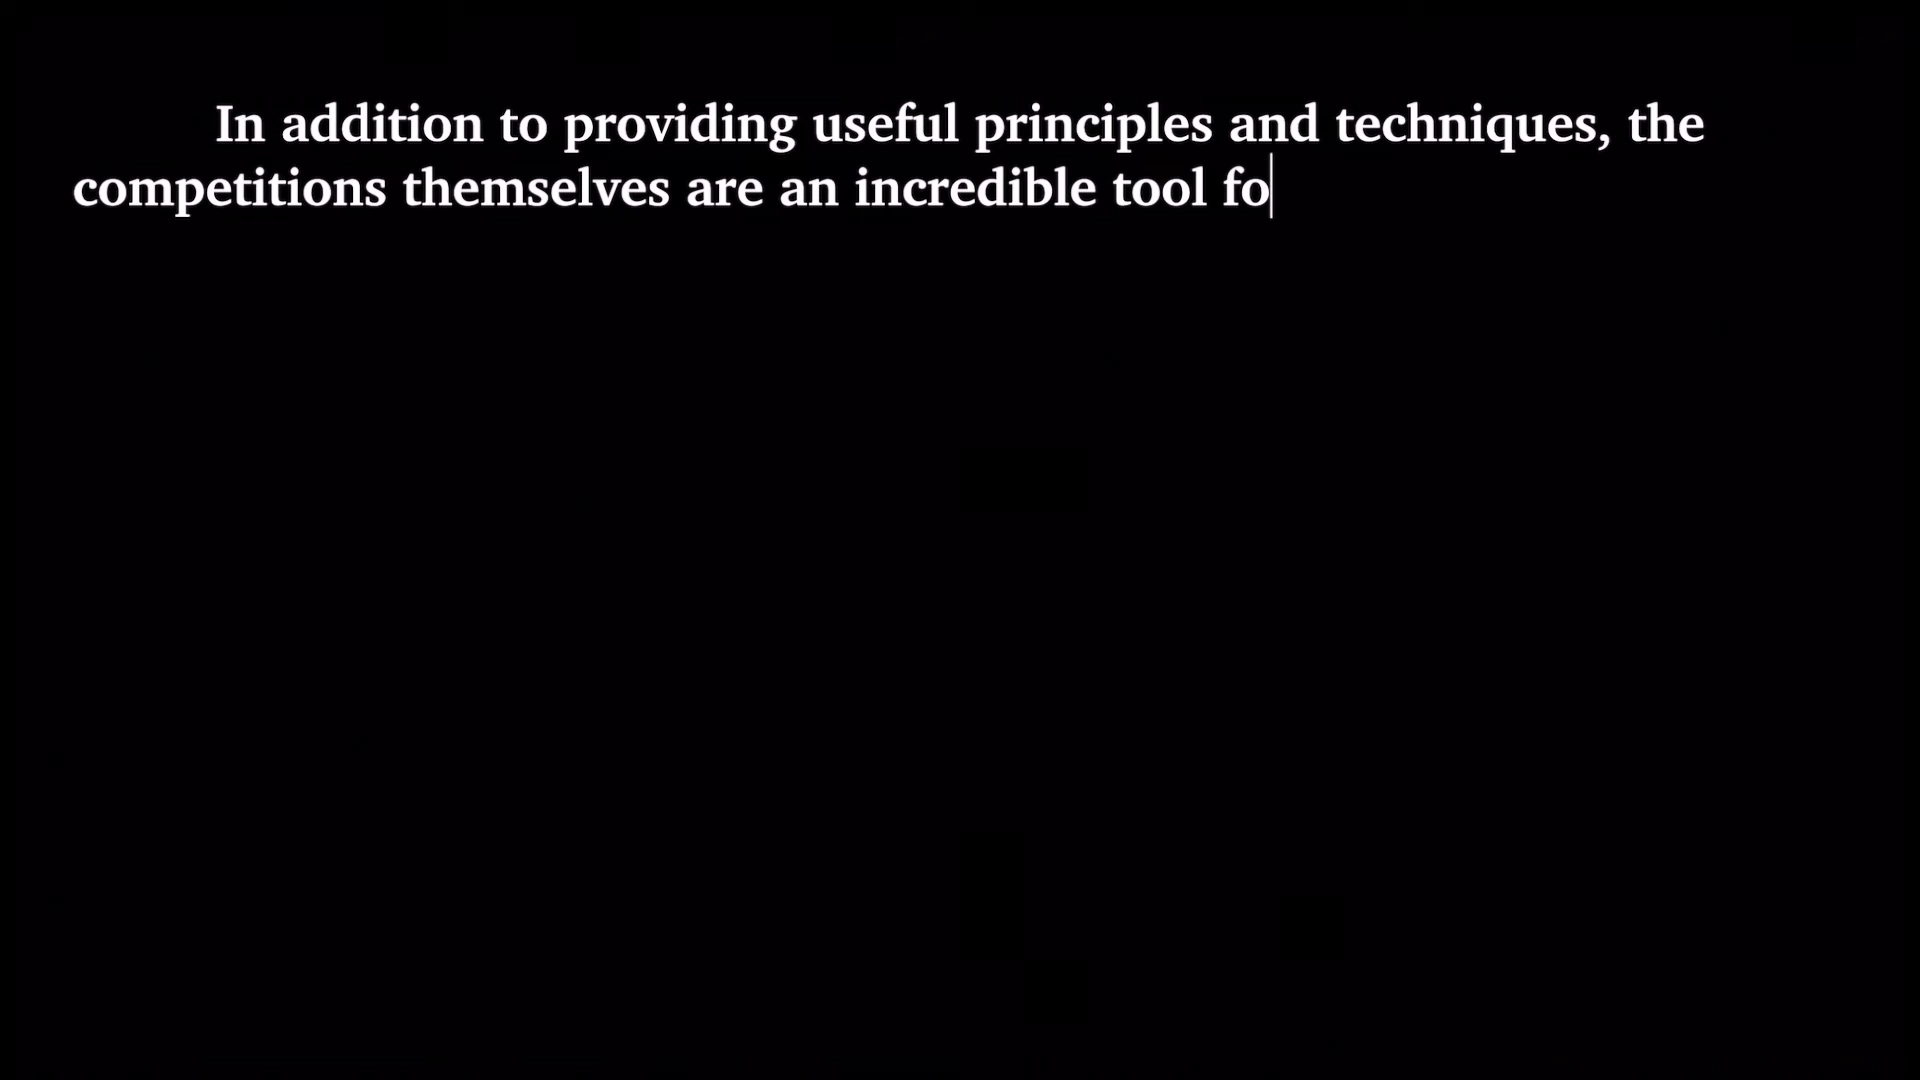 In addition to providing useful principles and techniques, the
competitions themselves are an incredible tool fo